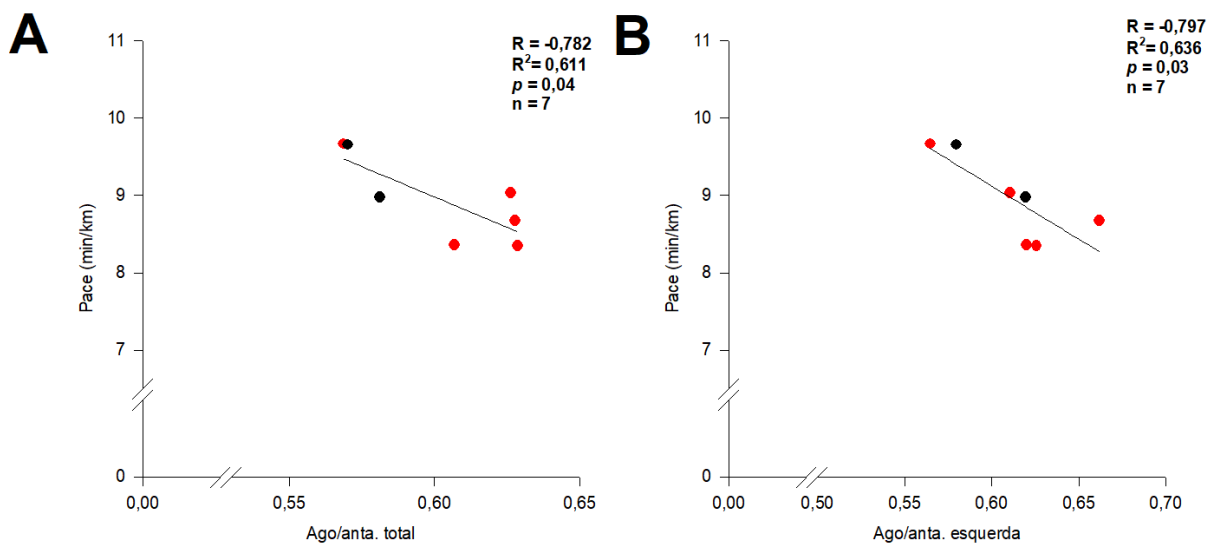 A
R = -0,782
R²= 0,611
p = 0,04
n = 7
11
10
9
8
7
0
Pace (min/km)
0,00
0,55
0,60
0,65
Ago/anta. total
B
R = -0,797
R²= 0,636
p = 0,03
n = 7
11
10
9
8
7
0
Pace (min/km)
0,00
0,50
0,55
0,60
0,65
0,70
Ago/anta. esquerda